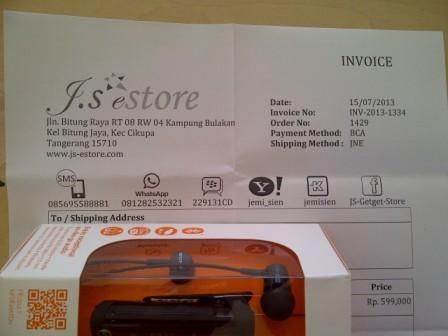 INVOICE
J.s estore
Jln. Bitung Raya RT 08 RW 04 Kampung Bulakan
Kel Bitung Jaya, Kec Cikupa
Tangerang 15710
www.js-estore.com
Date: 15/07/2013
Invoice No: INV-2013-1334
Order No: 1429
Payment Method: BCA
Shipping Method : JNE
SMS
WhatsApp
085695588881
081282532321
229131CD
jemi_sien
jemisien
JS-Getget-Store
To / Shipping Address
Price
Rp. 599,000